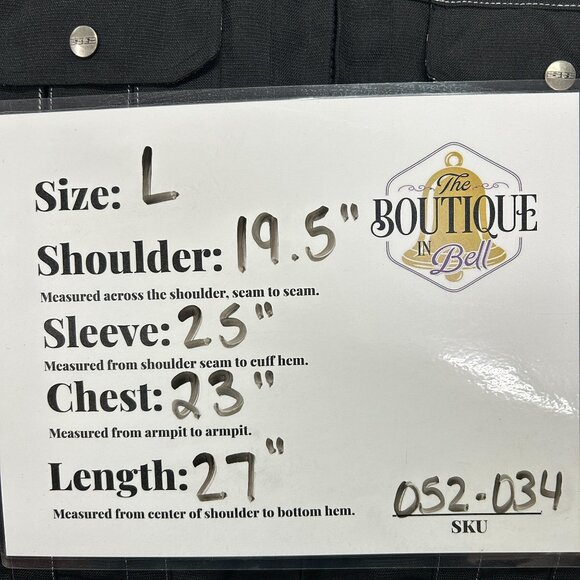 Size: L
The
BOUTIQUE
IN
Bell
Shoulder: 19.5"
Measured across the shoulder, seam to seam.
Sleeve: 25"
Measured from shoulder seam to cuff hem.
Chest: 23"
Measured from armpit to armpit.
Length: 27"
Measured from center of shoulder to bottom hem.
052-034
SKU